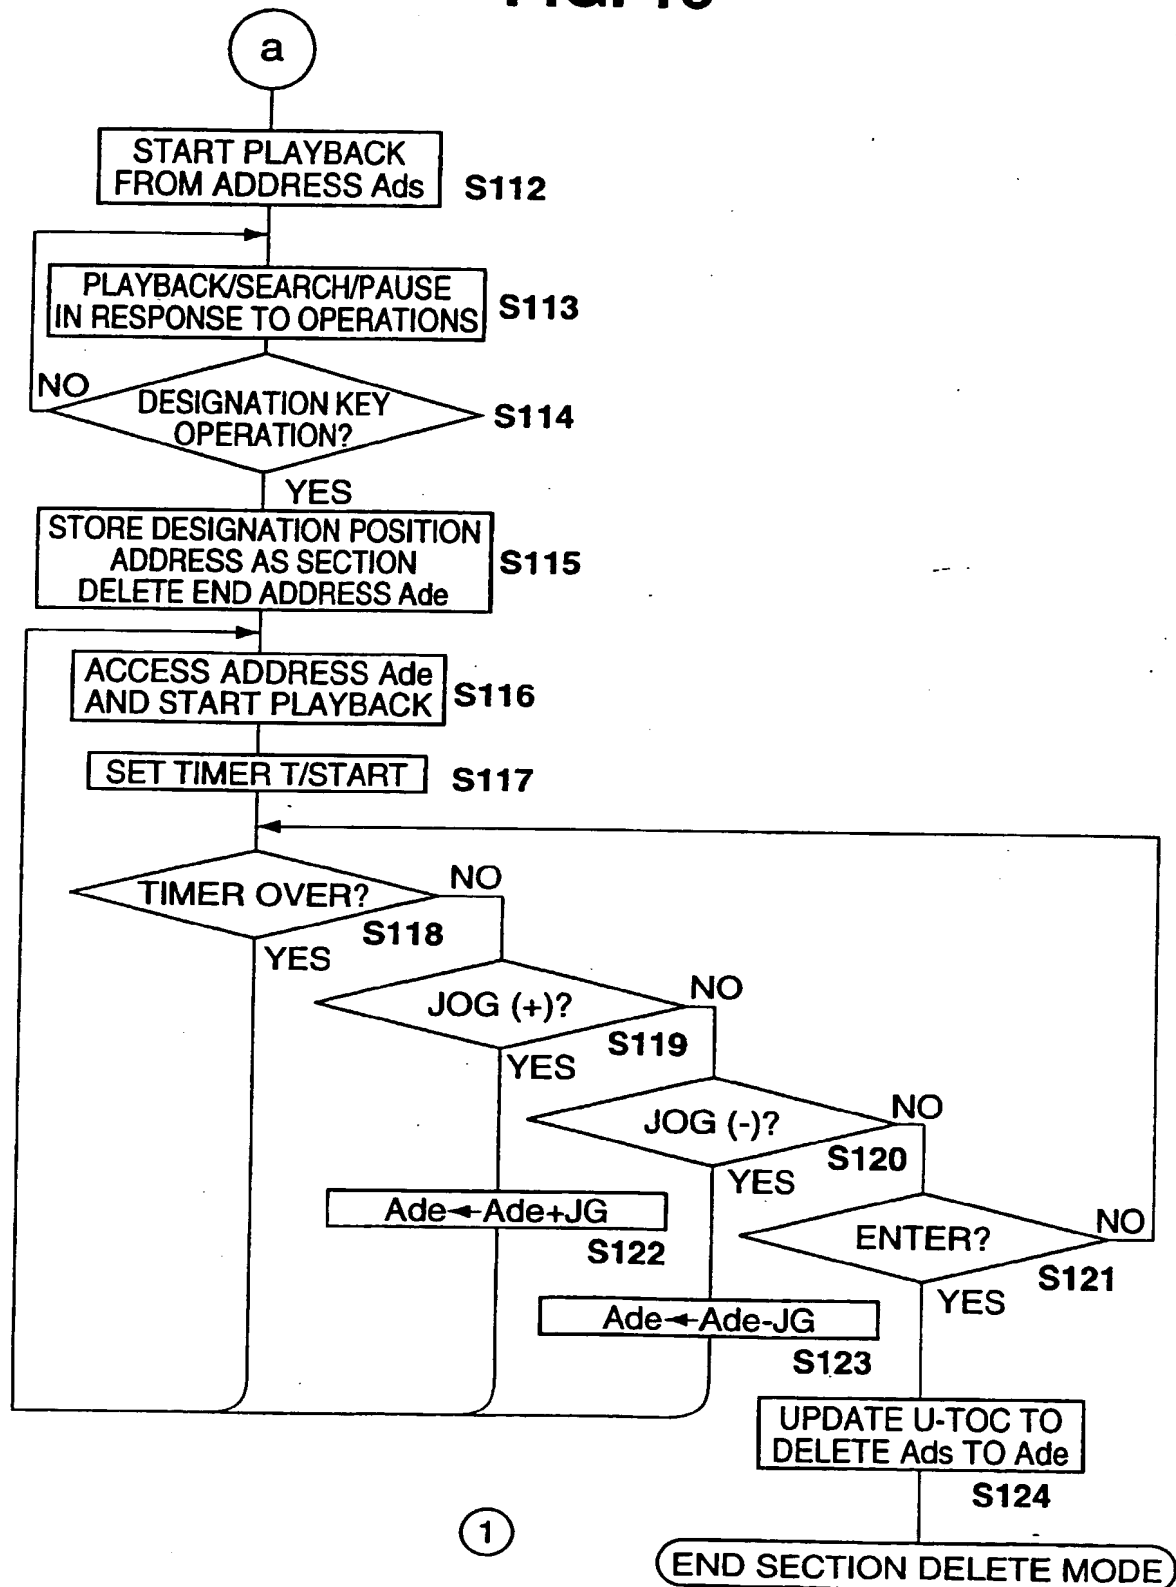 a
START PLAYBACK
FROM ADDRESS Ads
S112
PLAYBACK/SEARCH/PAUSE
IN RESPONSE TO OPERATIONS
S113
NO
DESIGNATION KEY
OPERATION?
S114
YES
STORE DESIGNATION POSITION
ADDRESS AS SECTION
DELETE END ADDRESS Ade
S115
ACCESS ADDRESS Ade
AND START PLAYBACK
S116
SET TIMER T/START
S117
TIMER OVER?
NO
S118
YES
JOG (+)?
NO
S119
YES
JOG (-)?
NO
S120
YES
Ade←Ade+JG
S122
ENTER?
NO
S121
YES
Ade←Ade-JG
S123
UPDATE U-TOC TO
DELETE Ads TO Ade
S124
1
END SECTION DELETE MODE